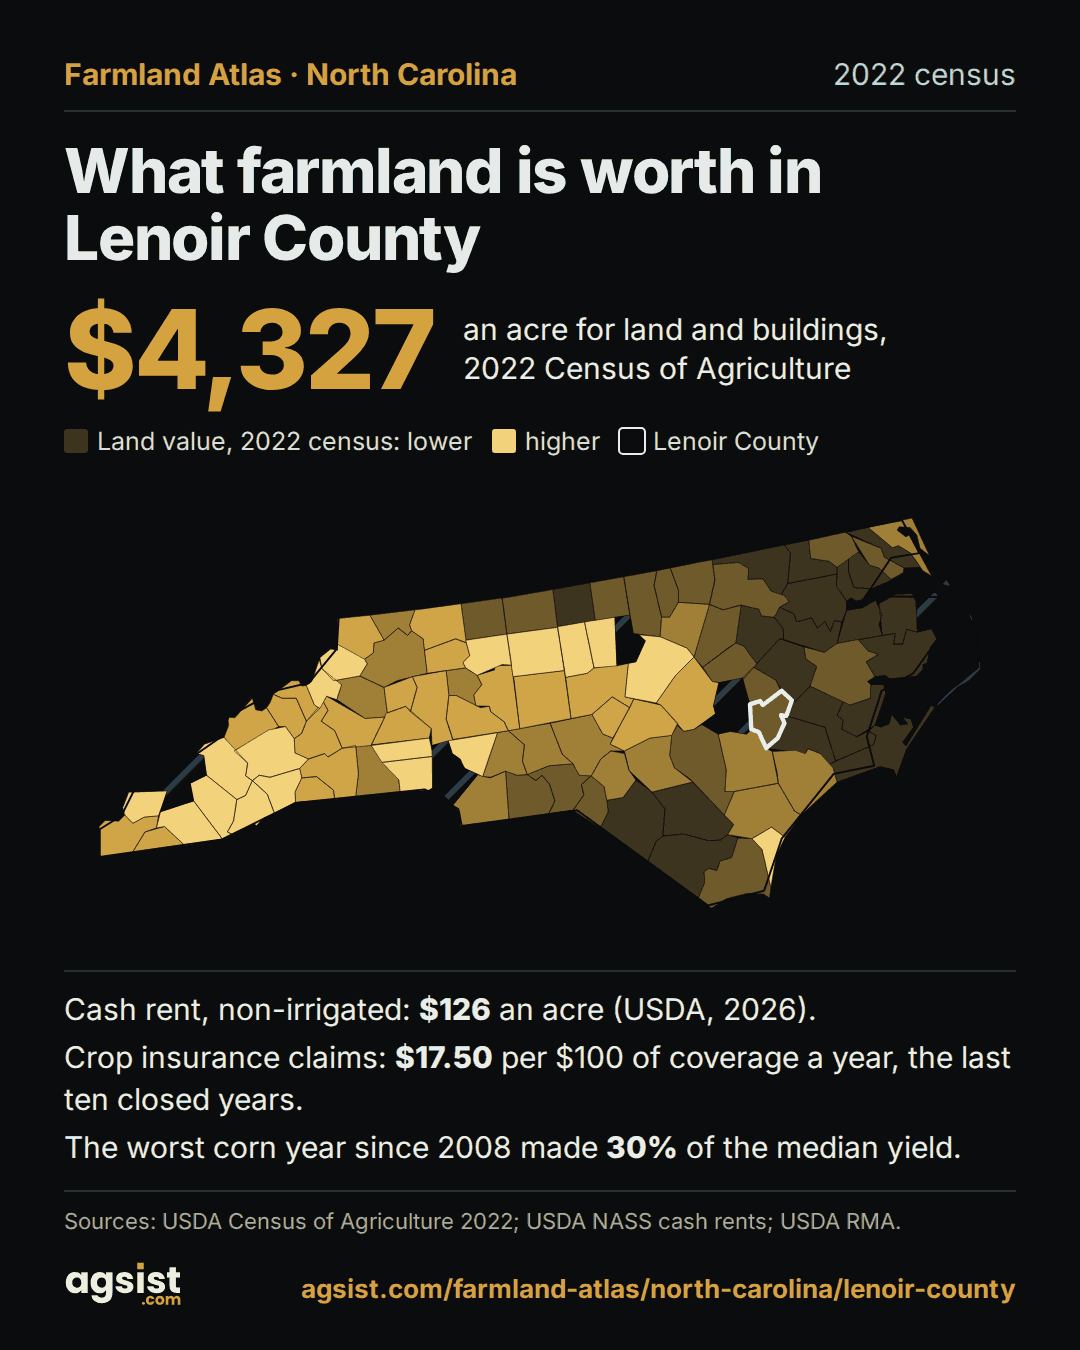 Farmland Atlas · North Carolina
2022 census
What farmland is worth in
Lenoir County
$4,327
an acre for land and buildings,
2022 Census of Agriculture
Land value, 2022 census: lower
higher
Lenoir County
Cash rent, non-irrigated: $126 an acre (USDA, 2026).
Crop insurance claims: $17.50 per $100 of coverage a year, the last
ten closed years.
The worst corn year since 2008 made 30% of the median yield.
Sources: USDA Census of Agriculture 2022; USDA NASS cash rents; USDA RMA.
agsist
.com
agsist.com/farmland-atlas/north-carolina/lenoir-county